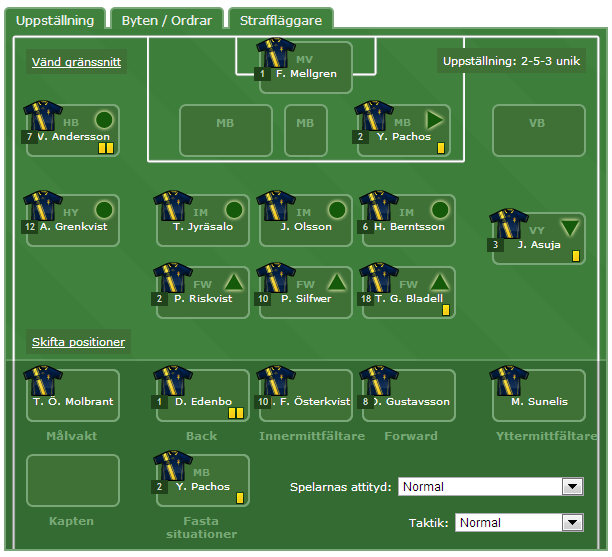 Uppställning Byten / Ordrar Straffläggare
Vänd gränssnitt
MV
1 F. Mellgren
Uppställning: 2-5-3 unik
HB
7 V. Andersson
MB
MB
MB
2 Y. Pachos
VB
HY
12 A. Grenkvist
IM
T. Jyräsalo
IM
J. Olsson
IM
6 H. Berntsson
VY
3 J. Asuja
FW
2 P. Riskvist
FW
10 P. Silfwer
FW
18 T. G. Bladell
Skifta positioner
T. Ö. Molbrant
1 D. Edenbo
10 . F. Österkvist
8 . Gustavsson
M. Sunelis
Målvakt
Back
Innermittfältare
Forward
Yttermittfältare
MB
2 Y. Pachos
Spelarnas attityd: Normal
Taktik: Normal
Kapten
Fasta
situationer